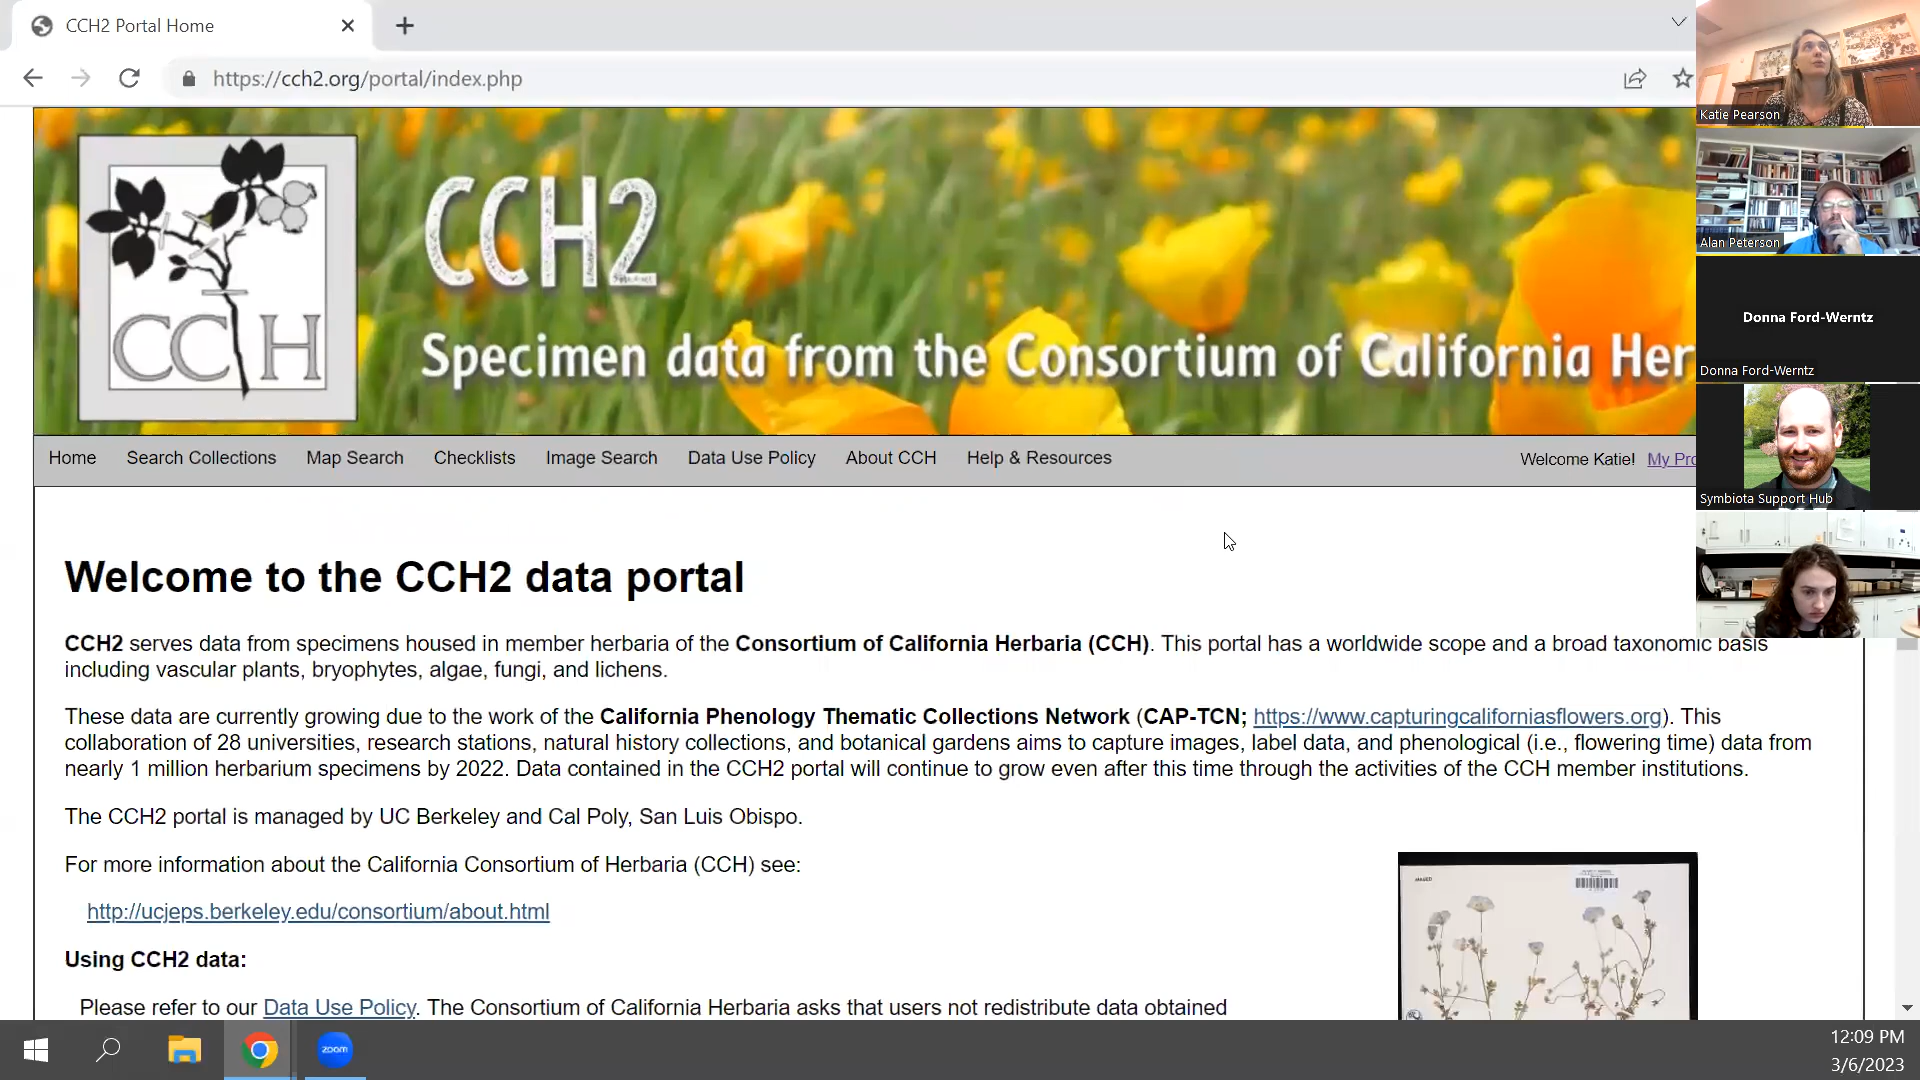 CCH2 Portal Home
https://cch2.org/portal/index.php
CCH
CCH2
Specimen data from the Consortium of California Her
Home Search Collections Map Search Checklists Image Search Data Use Policy About CCH Help & Resources Welcome Katie! My Pro
Katie Pearson
Alan Peterson
Donna Ford-Werntz
Donna Ford-Werntz
Symbiota Support Hub
Welcome to the CCH2 data portal
CCH2 serves data from specimens housed in member herbaria of the Consortium of California Herbaria (CCH). This portal has a worldwide scope and a broad taxonomic basis
including vascular plants, bryophytes, algae, fungi, and lichens.
These data are currently growing due to the work of the California Phenology Thematic Collections Network (CAP-TCN; https://www.capturingcaliforniasflowers.org). This
collaboration of 28 universities, research stations, natural history collections, and botanical gardens aims to capture images, label data, and phenological (i.e., flowering time) data from
nearly 1 million herbarium specimens by 2022. Data contained in the CCH2 portal will continue to grow even after this time through the activities of the CCH member institutions.
The CCH2 portal is managed by UC Berkeley and Cal Poly, San Luis Obispo.
For more information about the California Consortium of Herbaria (CCH) see:
http://ucjeps.berkeley.edu/consortium/about.html
Using CCH2 data:
Please refer to our Data Use Policy. The Consortium of California Herbaria asks that users not redistribute data obtained
zoom
12:09 PM
3/6/2023